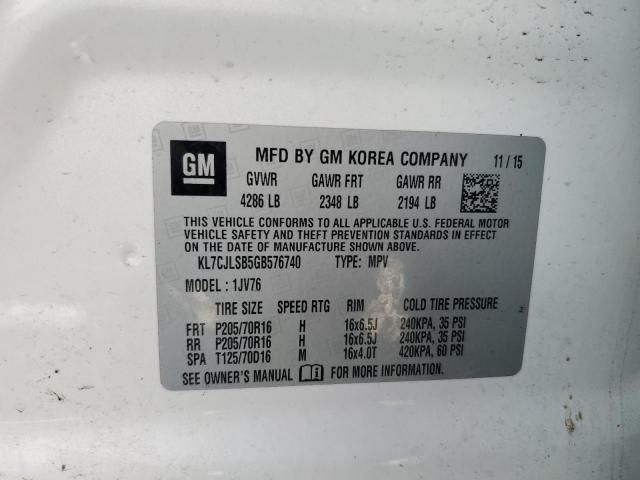 GM MFD BY GM KOREA COMPANY 11/15
GVWR GAWR FRT GAWR RR
4286 LB 2348 LB 2194 LB
THIS VEHICLE CONFORMS TO ALL APPLICABLE U.S. FEDERAL MOTOR
VEHICLE SAFETY AND THEFT PREVENTION STANDARDS IN EFFECT
ON THE DATE OF MANUFACTURE SHOWN ABOVE.
KL7CJLSB5GB576740 TYPE: MPV
MODEL: 1JV76
TIRE SIZE SPEED RTG RIM COLD TIRE PRESSURE
FRT P205/70R16 H 16x6.5J 240KPA, 35 PSI
RR P205/70R16 H 16x6.5J 240KPA, 35 PSI
SPA T125/70D16 M 16x4.0T 420KPA, 60 PSI
SEE OWNER'S MANUAL FOR MORE INFORMATION.